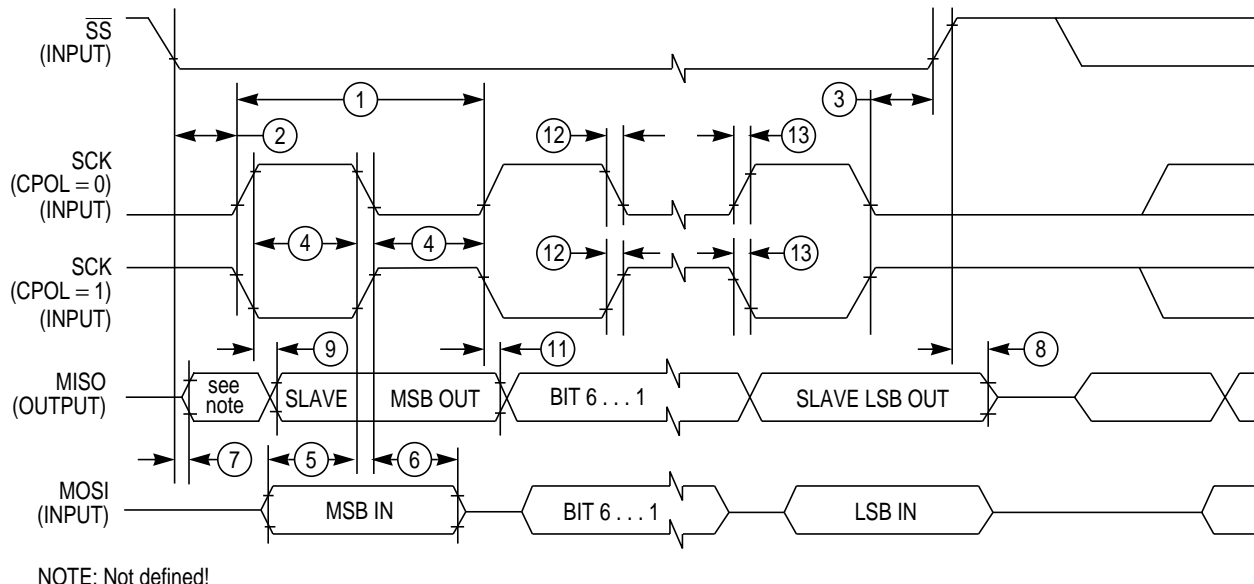 SS
(INPUT)
1
3
2
12
13
SCK
(CPOL = 0)
(INPUT)
4
4
12
13
SCK
(CPOL = 1)
(INPUT)
9
11
8
MISO
(OUTPUT)
see
note
SLAVE
MSB OUT
BIT 6 . . . 1
SLAVE LSB OUT
7
5
6
MOSI
(INPUT)
MSB IN
BIT 6 . . . 1
LSB IN
NOTE: Not defined!